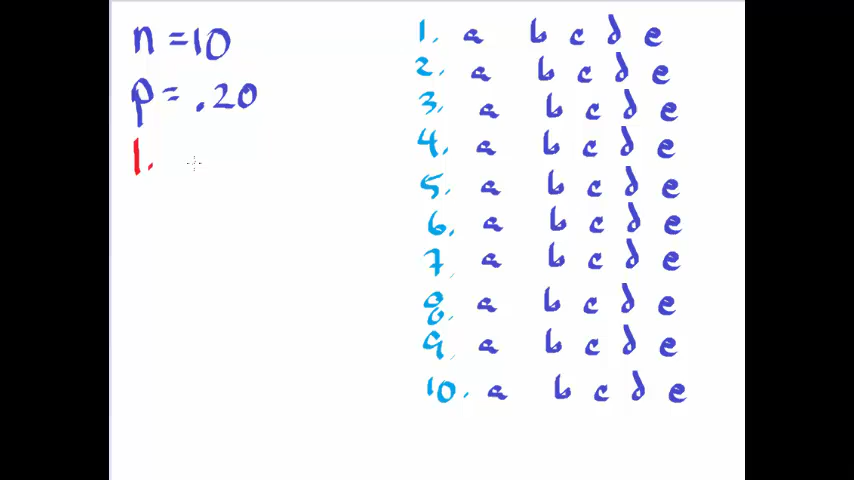 n = 10
p = .20
1.
1. a b c d e
2. a b c d e
3. a b c d e
4. a b c d e
5. a b c d e
6. a b c d e
7. a b c d e
8. a b c d e
9. a b c d e
10. a b c d e